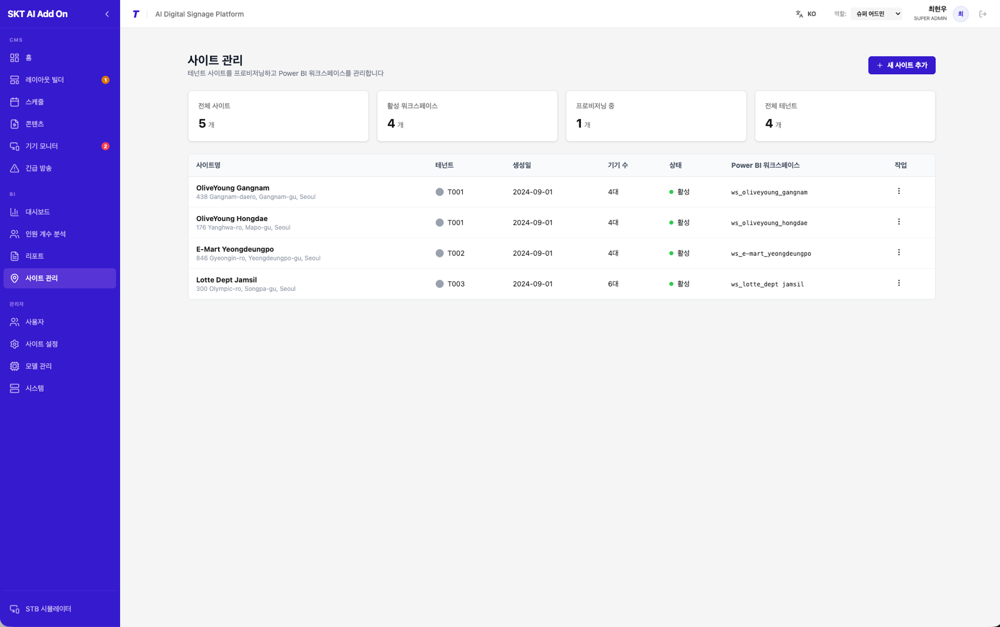 SKT AI Add On
CMS
홈
레이아웃 빌더
1
스케줄
콘텐츠
기기 모니터
2
긴급 방송
BI
대시보드
인원 계수 분석
리포트
사이트 관리
관리자
사용자
사이트 설정
모델 관리
시스템
STB 시뮬레이터
T
AI Digital Signage Platform
KO
역할:
슈퍼 어드민
최현우
SUPER ADMIN
최
사이트 관리
테넌트 사이트를 프로비저닝하고 Power BI 워크스페이스를 관리합니다
+ 새 사이트 추가
전체 사이트
5 개
활성 워크스페이스
4 개
프로비저닝 중
1 개
전체 테넌트
4 개
사이트명 테넌트 생성일 기기 수 상태 Power BI 워크스페이스 작업
OliveYoung Gangnam
438 Gangnam-daero, Gangnam-gu, Seoul
T001 2024-09-01 4대 활성 ws_oliveyoung_gangnam
OliveYoung Hongdae
176 Yanghwa-ro, Mapo-gu, Seoul
T001 2024-09-01 4대 활성 ws_oliveyoung_hongdae
E-Mart Yeongdeungpo
846 Gyeongin-ro, Yeongdeungpo-gu, Seoul
T002 2024-09-01 4대 활성 ws_e-mart_yeongdeungpo
Lotte Dept Jamsil
300 Olympic-ro, Songpa-gu, Seoul
T003 2024-09-01 6대 활성 ws_lotte_dept jamsil